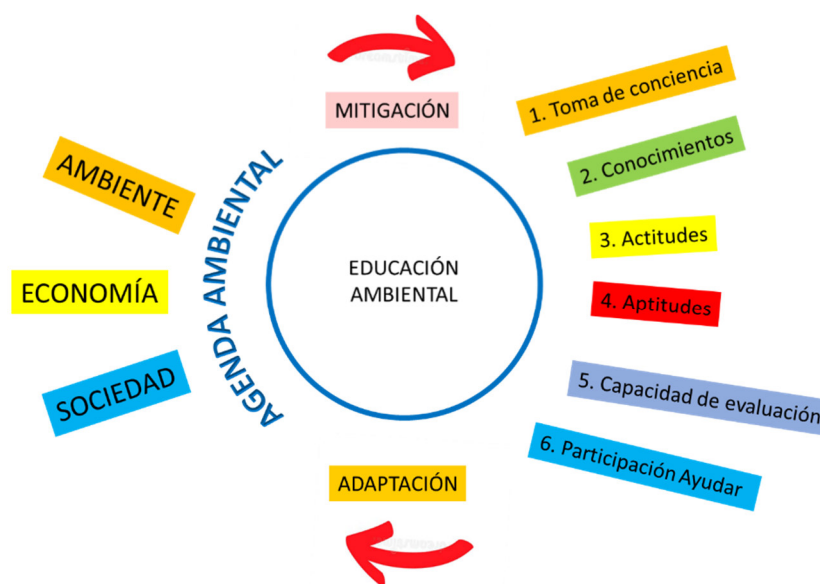 MITIGACIÓN
AMBIENTE
ECONOMÍA
SOCIEDAD
AGENDA AMBIENTAL
EDUCACIÓN
AMBIENTAL
1. Toma de conciencia
2. Conocimientos
3. Actitudes
4. Aptitudes
5. Capacidad de evaluación
6. Participación Ayudar
ADAPTACIÓN